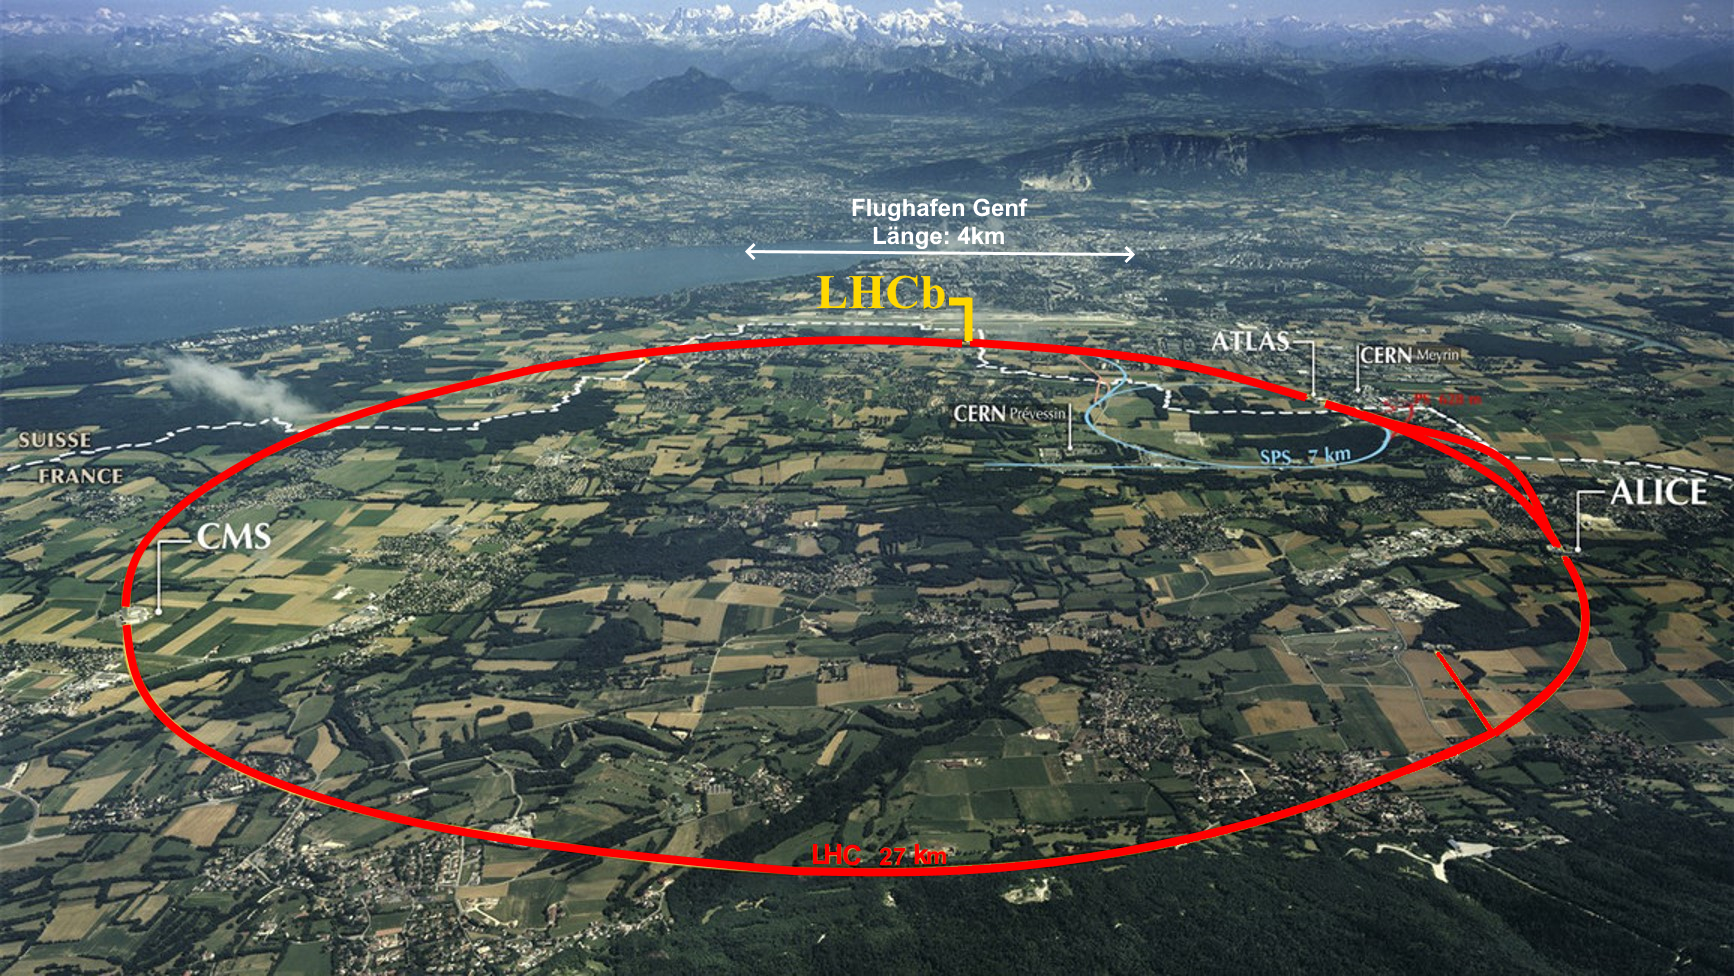 Flughafen Genf
Länge: 4km
LHCb
ATLAS
CERN Meyrin
PS 628 m
CERN Prévessin
SPS 7 km
SUISSE
FRANCE
CMS
ALICE
LHC 27 km